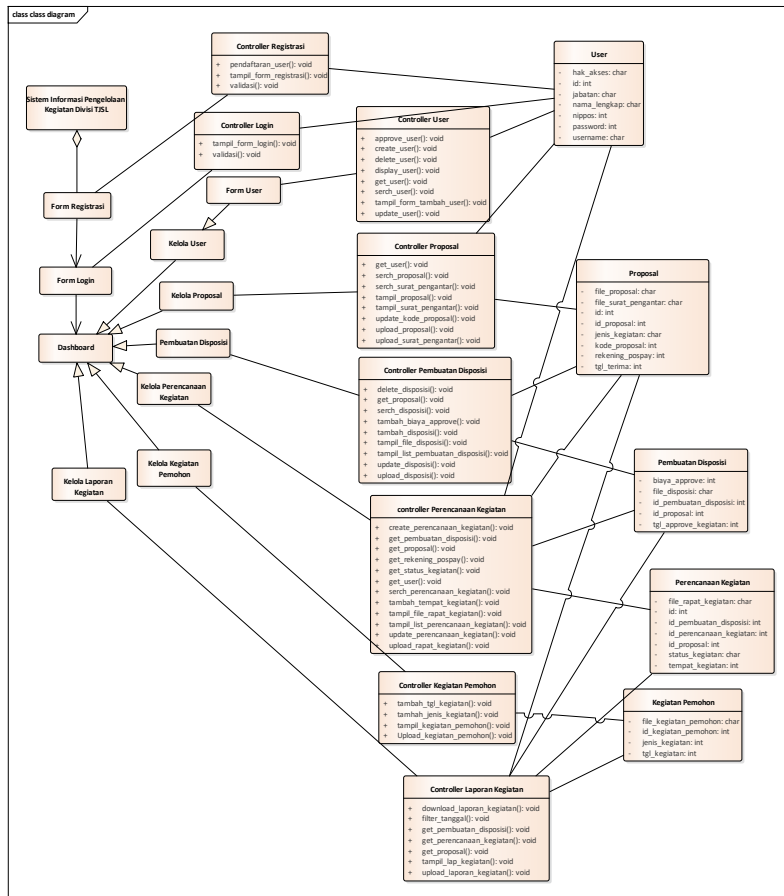 class class diagram
Controller Registrasi
+ pendaftaran_user(): void
+ tampil_form_registrasi(): void
+ validasi(): void
User
- hak_akses: char
- id: int
- jabatan: char
- nama_lengkap: char
- nippos: int
- password: int
- username: char
Sistem Informasi Pengelolaan
Kegiatan Divisi TJSL
Controller Login
+ tampil_form_login(): void
+ validasi(): void
Controller User
+ approve_user(): void
+ create_user(): void
+ delete_user(): void
+ display_user(): void
+ get_user(): void
+ serch_user(): void
+ tampil_form_tambah_user(): void
+ update_user(): void
Form User
Form Registrasi
Kelola User
Controller Proposal
+ get_user(): void
+ serch_proposal(): void
+ serch_surat_pengantar(): void
+ tampil_proposal(): void
+ tampil_surat_pengantar(): void
+ update_kode_proposal(): void
+ upload_proposal(): void
+ upload_surat_pengantar(): void
Proposal
- file_proposal: char
- file_surat_pengantar: char
- id: int
- id_proposal: int
- jenis_kegiatan: char
- kode_proposal: int
- rekening_pospay: int
- tgl_terima: int
Form Login
Kelola Proposal
Dashboard
Pembuatan Disposisi
Controller Pembuatan Disposisi
+ delete_disposisi(): void
+ get_proposal(): void
+ serch_disposisi(): void
+ tambah_biaya_approve(): void
+ tambah_disposisi(): void
+ tampil_file_disposisi(): void
+ tampil_list_pembuatan_disposisi(): void
+ update_disposisi(): void
+ upload_disposisi(): void
Kelola Perencanaan
Kegiatan
Kelola Kegiatan
Pemohon
Kelola Laporan
Kegiatan
Pembuatan Disposisi
- biaya_approve: int
- file_disposisi: char
- id_pembuatan_disposisi: int
- id_proposal: int
- tgl_approve_kegiatan: int
controller Perencanaan Kegiatan
+ create_perencanaan_kegiatan(): void
+ get_pembuatan_disposisi(): void
+ get_proposal(): void
+ get_rekening_pospay(): void
+ get_status_kegiatan(): void
+ get_user(): void
+ serch_perencanaan_kegiatan(): void
+ tambah_tempat_kegiatan(): void
+ tampil_file_rapat_kegiatan(): void
+ tampil_list_perencanaan_kegiatan(): void
+ update_perencanaan_kegiatan(): void
+ upload_rapat_kegiatan(): void
Perencanaan Kegiatan
- file_rapat_kegiatan: char
- id: int
- id_pembuatan_disposisi: int
- id_perencanaan_kegiatan: int
- id_proposal: int
- status_kegiatan: char
- tempat_kegiatan: int
Controller Kegiatan Pemohon
+ tambah_tgl_kegiatan(): void
+ tamhah_jenis_kegiatan(): void
+ tampil_kegiatan_pemohon(): void
+ Upload_kegiatan_pemohon(): void
Kegiatan Pemohon
- file_kegiatan_pemohon: char
- id_kegiatan_pemohon: int
- jenis_kegiatan: int
- tgl_kegiatan: int
Controller Laporan Kegiatan
+ download_laporan_kegiatan(): void
+ filter_tanggal(): void
+ get_pembuatan_disposisi(): void
+ get_perencanaan_kegiatan(): void
+ get_proposal(): void
+ tampil_lap_kegiatan(): void
+ upload_laporan_kegiatan(): void